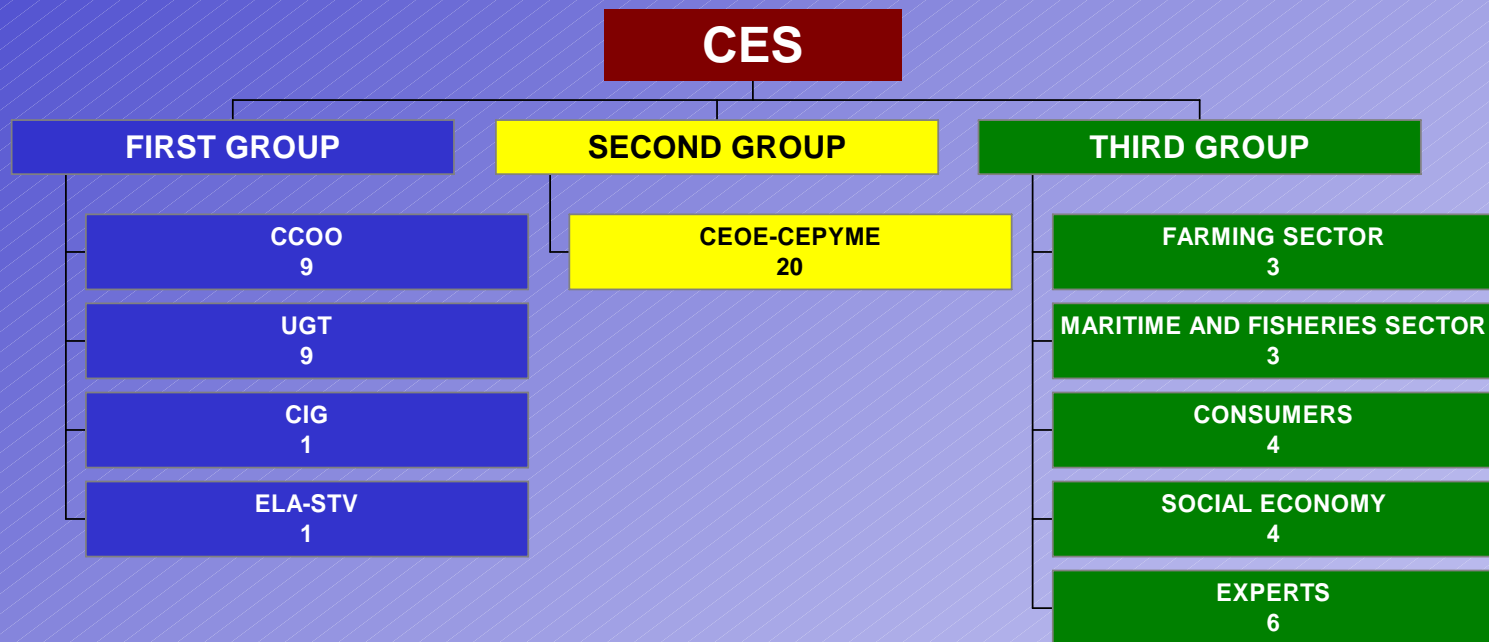 CES
FIRST GROUP
CCOO
9
UGT
9
CIG
1
ELA-STV
1
SECOND GROUP
CEOE-CEPYME
20
THIRD GROUP
FARMING SECTOR
3
MARITIME AND FISHERIES SECTOR
3
CONSUMERS
4
SOCIAL ECONOMY
4
EXPERTS
6